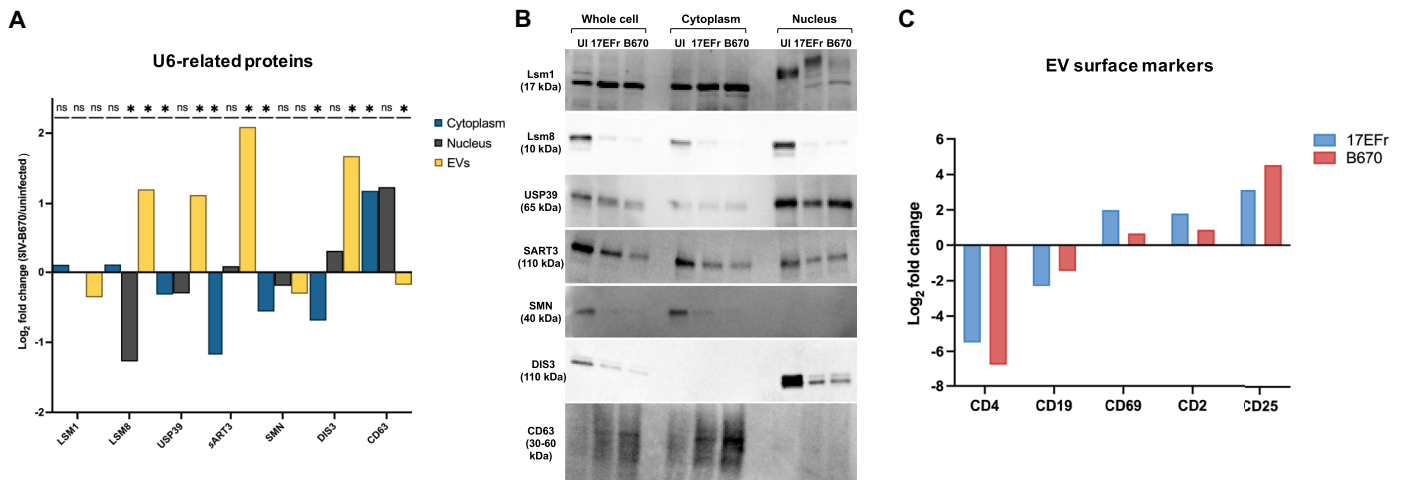 A
U6-related proteins
ns ns ns ns * * * ns * * ns * * ns ns * ns * * ns *
Cytoplasm
Nucleus
EVs
Log2 fold change (SIV-B670/uninfected )
2
1
0
-1
-2
LSM1 LSM8 USP39 sART3 SMN DIS3 CD63
B
Whole cell Cytoplasm Nucleus
UI 17EFr B670 UI 17EFr B670 UI 17EFr B670
Lsm1
(17 kDa)
Lsm8
(10 kDa)
USP39
(65 kDa)
SART3
(110 kDa)
SMN
(40 kDa)
DIS3
(110 kDa)
CD63
(30-60
kDa)
C
EV surface markers
17EFr
B670
Log2 fold change
6
4
2
0
-2
-4
-6
-8
CD4 CD19 CD69 CD2 CD25